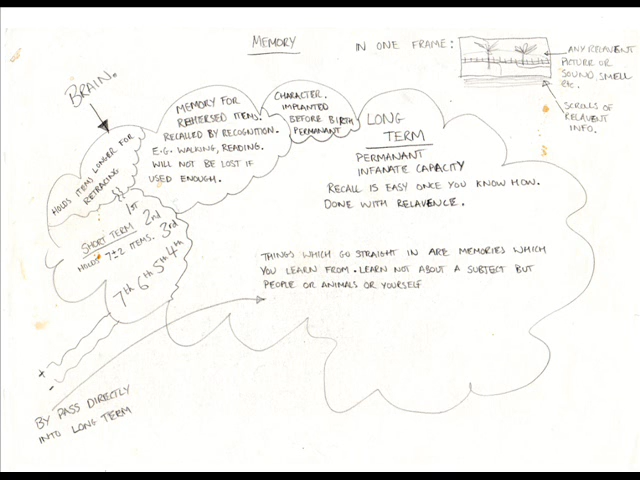 MEMORY
IN ONE FRAME:
ANY RELAVENT
PICTURE OR
SOUND, SMELL
etc.
SCROLLS OF
RELAVENT
INFO.
BRAIN.
HOLDS ITEMS LONGER FOR
RETRACING
MEMORY FOR
REHERSED ITEMS.
RECALLED BY RECOGNITION.
E.G. WALKING, READING.
WILL NOT BE LOST IF
USED ENOUGH.
CHARACTER.
IMPLANTED
BEFORE BIRTH
PERMANANT
LONG
TERM
PERMANANT
INFANATE CAPACITY
RECALL IS EASY ONCE YOU KNOW HOW.
DONE WITH RELAVENCE.
SHORT TERM
HOLDS 7±2 ITEMS.
1st
2nd
3rd
4th
5th
6th
7th
THINGS WHICH GO STRAIGHT IN ARE MEMORIES WHICH
YOU LEARN FROM. LEARN NOT ABOUT A SUBJECT BUT
PEOPLE OR ANIMALS OR YOURSELF
+
-
BY PASS DIRECTLY
INTO LONG TERM